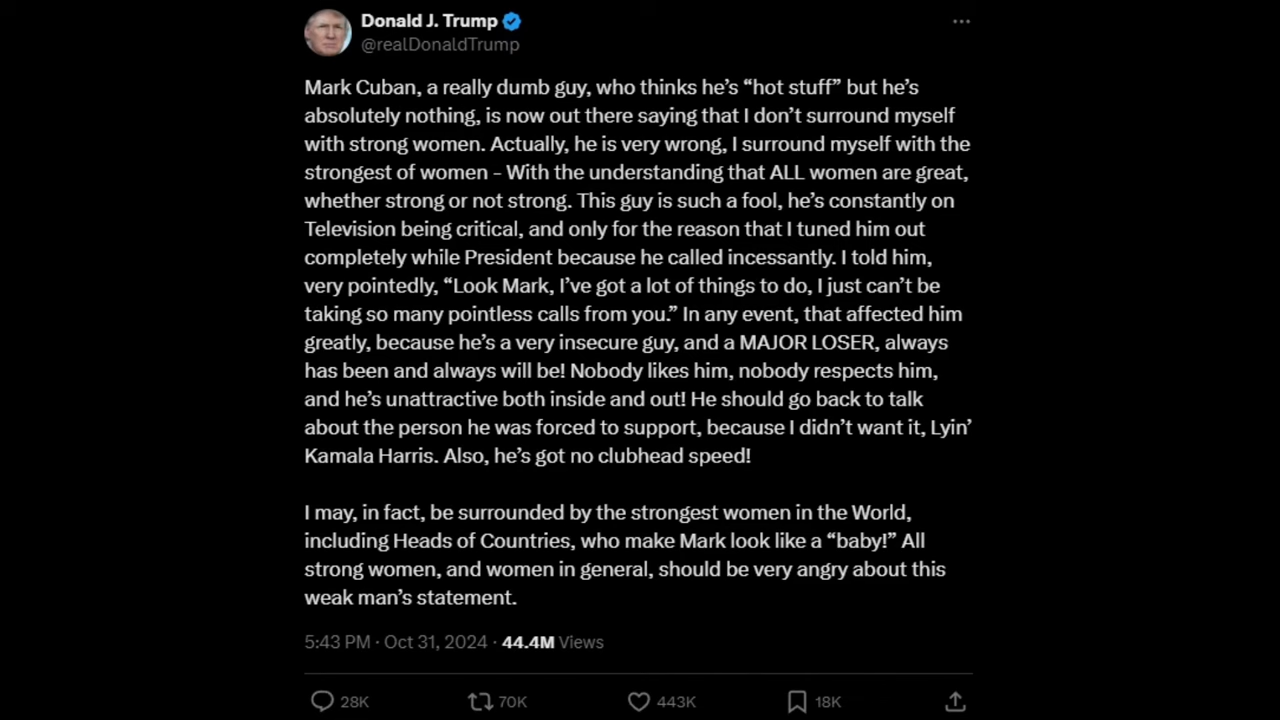 Donald J. Trump
@realDonaldTrump
Mark Cuban, a really dumb guy, who thinks he’s “hot stuff” but he’s
absolutely nothing, is now out there saying that I don’t surround myself
with strong women. Actually, he is very wrong, I surround myself with the
strongest of women - With the understanding that ALL women are great,
whether strong or not strong. This guy is such a fool, he’s constantly on
Television being critical, and only for the reason that I tuned him out
completely while President because he called incessantly. I told him,
very pointedly, “Look Mark, I’ve got a lot of things to do, I just can’t be
taking so many pointless calls from you.” In any event, that affected him
greatly, because he’s a very insecure guy, and a MAJOR LOSER, always
has been and always will be! Nobody likes him, nobody respects him,
and he’s unattractive both inside and out! He should go back to talk
about the person he was forced to support, because I didn’t want it, Lyin’
Kamala Harris. Also, he’s got no clubhead speed!
I may, in fact, be surrounded by the strongest women in the World,
including Heads of Countries, who make Mark look like a “baby!” All
strong women, and women in general, should be very angry about this
weak man’s statement.
5:43 PM · Oct 31, 2024 · 44.4M Views
28K 70K 443K 18K